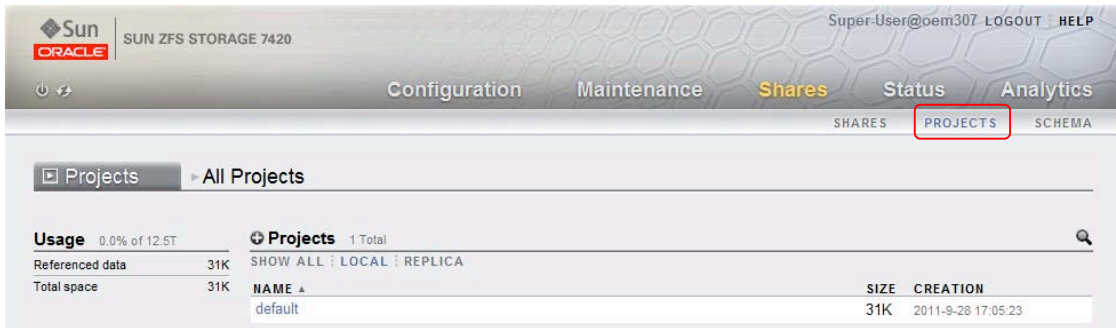 Sun
ORACLE
SUN ZFS STORAGE 7420
Super-User@oem307 LOGOUT HELP
Configuration Maintenance Shares Status Analytics
SHARES PROJECTS SCHEMA
Projects All Projects
Usage 0.0% of 12.5T
Referenced data 31K
Total space 31K
Projects 1 Total
SHOW ALL LOCAL REPLICA
NAME SIZE CREATION
default 31K 2011-9-28 17:05:23